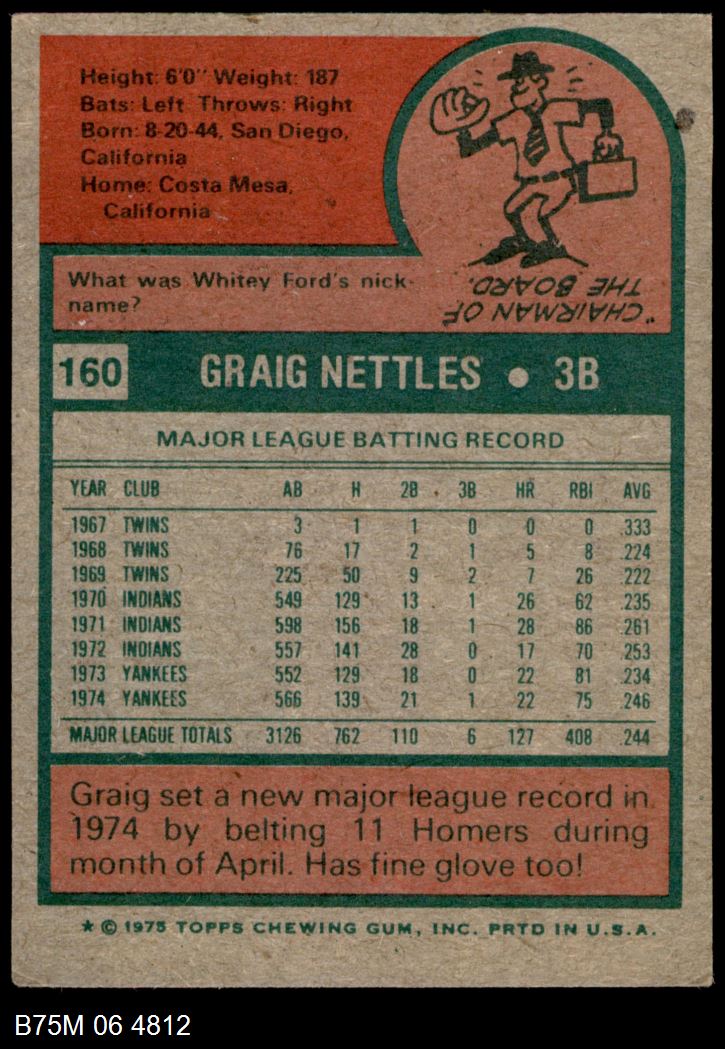 Height: 6'0" Weight: 187
Bats: Left Throws: Right
Born: 8-20-44, San Diego,
California
Home: Costa Mesa,
California
What was Whitey Ford's nick-
name?
"CHAIRMAN OF
THE BOARD.
160 GRAIG NETTLES • 3B
MAJOR LEAGUE BATTING RECORD
YEAR CLUB AB H 2B 3B HR RBI AVG
1967 TWINS 3 1 1 0 0 0 .333
1968 TWINS 76 17 2 1 5 8 .224
1969 TWINS 225 50 9 2 7 26 .222
1970 INDIANS 549 129 13 1 26 62 .235
1971 INDIANS 598 156 18 1 28 86 .261
1972 INDIANS 557 141 28 0 17 70 .253
1973 YANKEES 552 129 18 0 22 81 .234
1974 YANKEES 566 139 21 1 22 75 .246
MAJOR LEAGUE TOTALS 3126 762 110 6 127 408 .244
Graig set a new major league record in
1974 by belting 11 Homers during
month of April. Has fine glove too!
* © 1975 TOPPS CHEWING GUM, INC. PRTD IN U.S.A.
B75M 06 4812